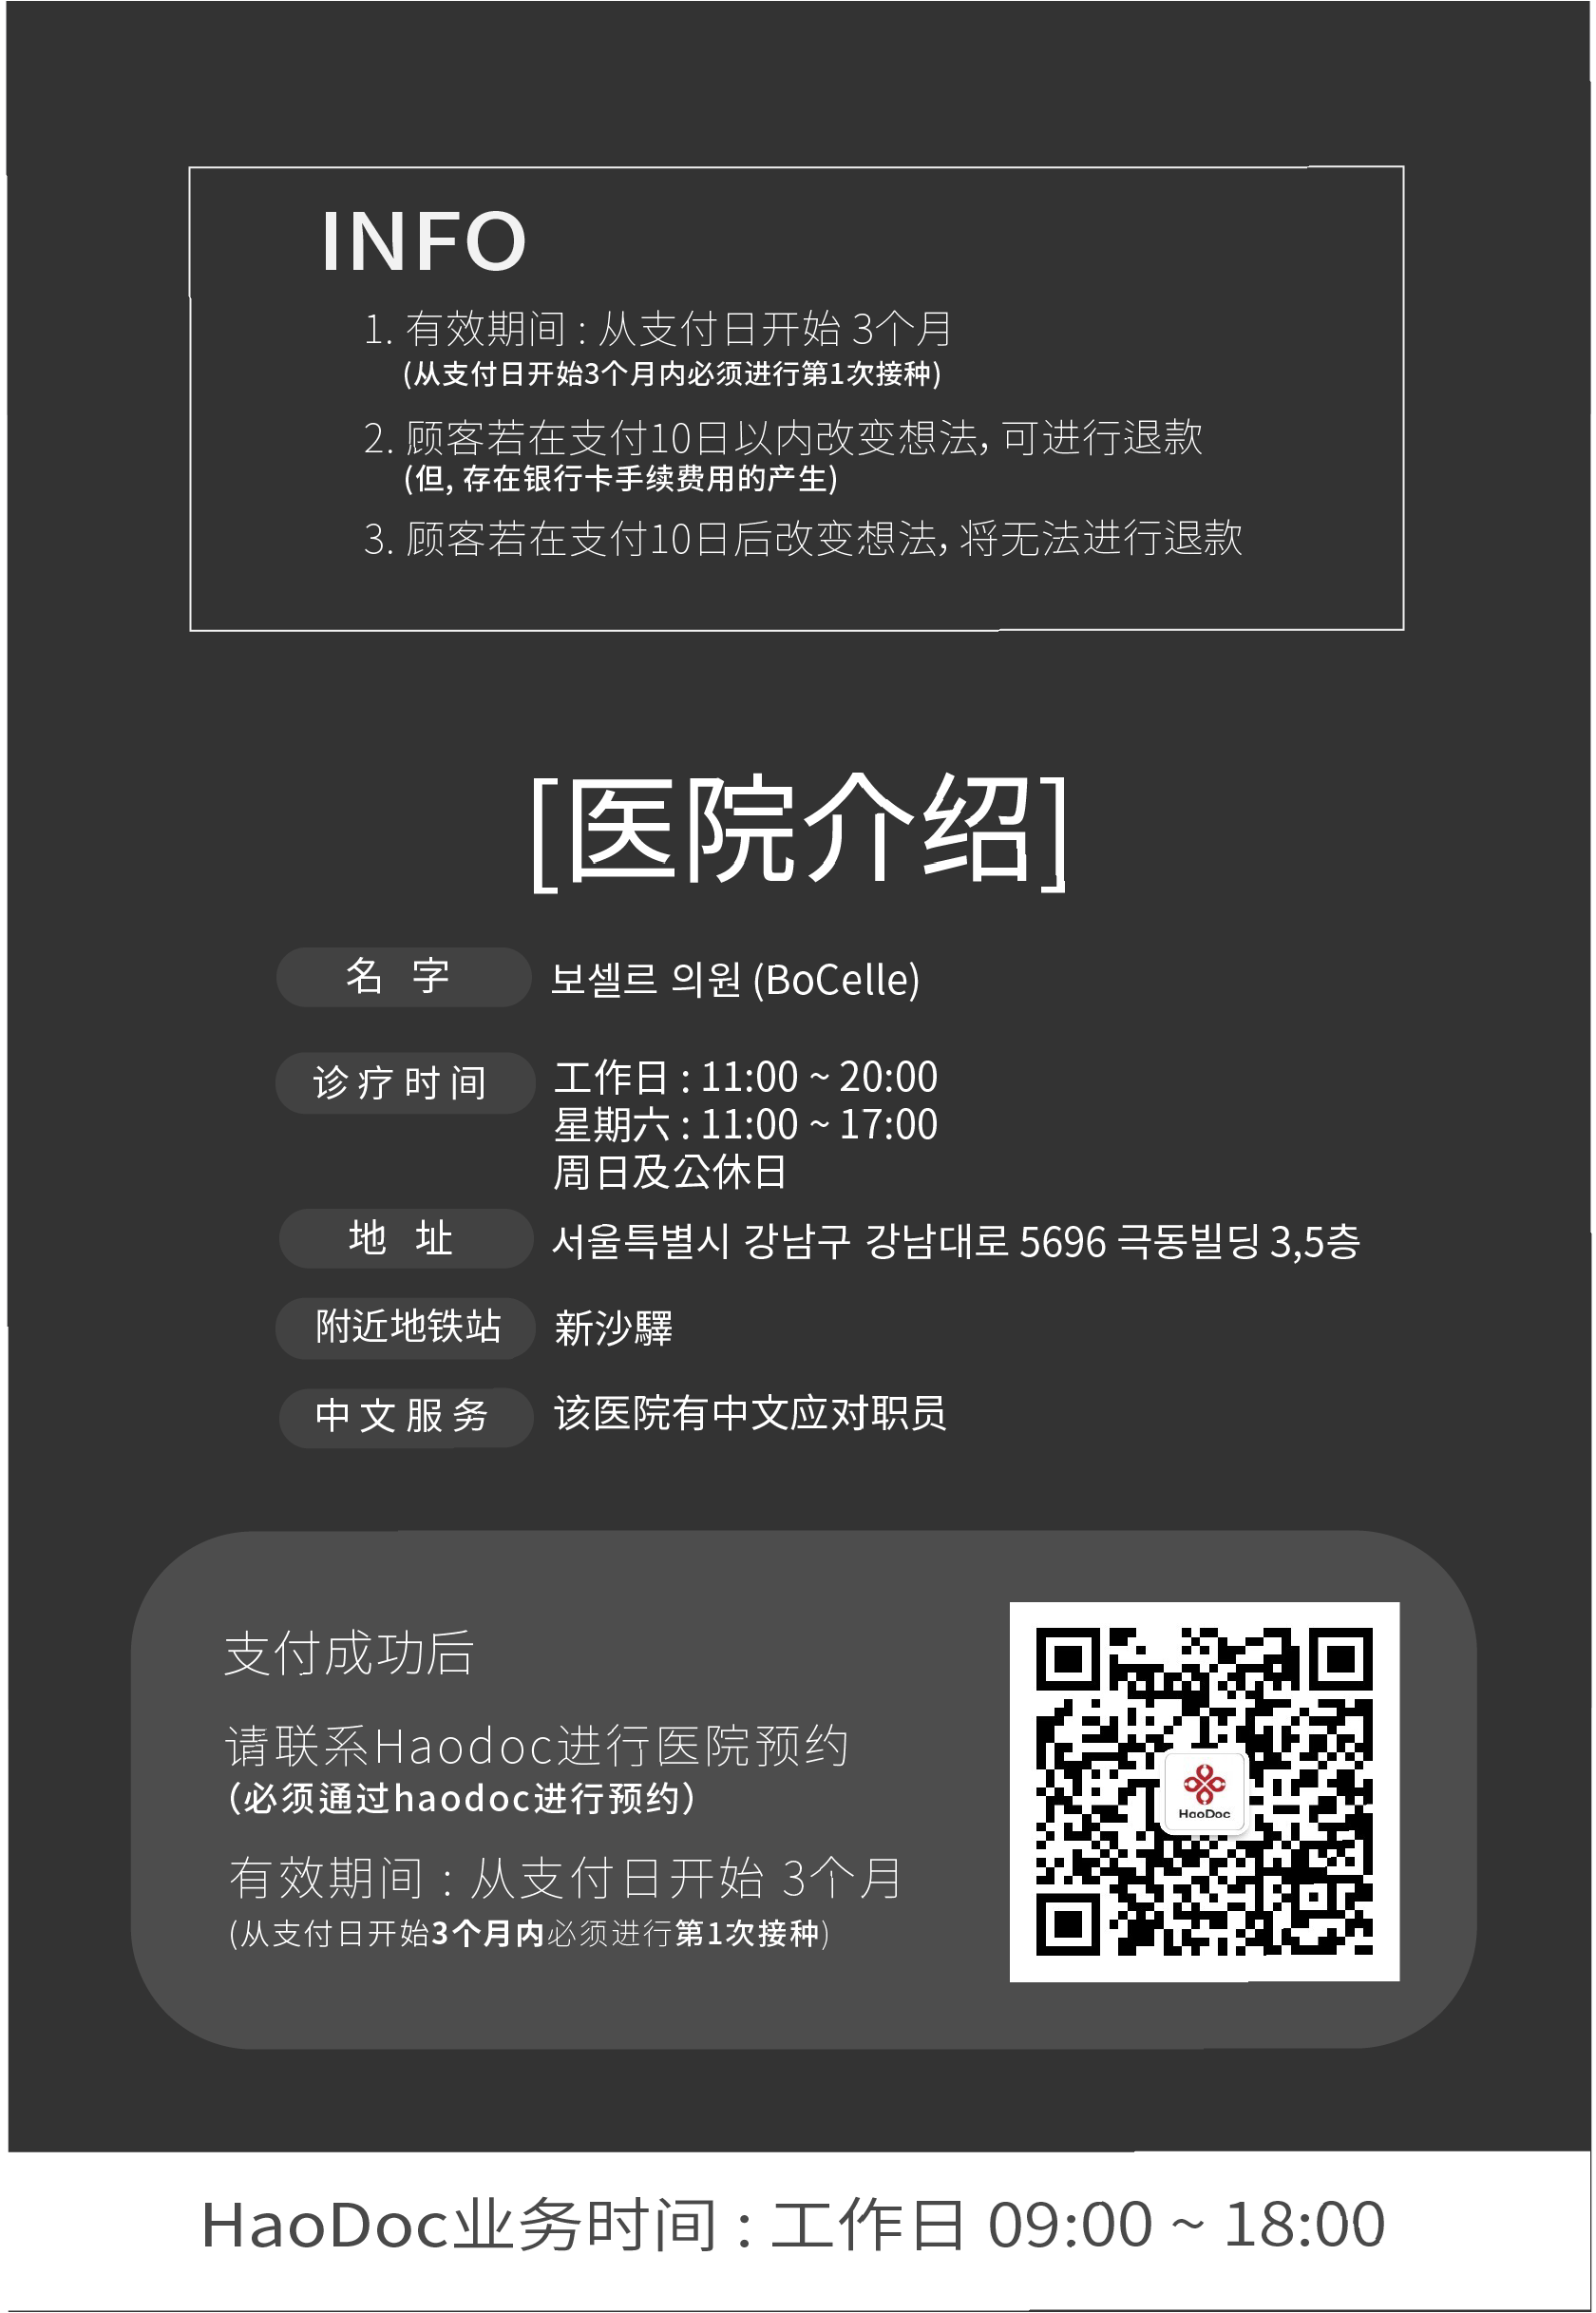 INFO
1. 有效期间 : 从支付日开始 3个月
(从支付日开始3个月内必须进行第1次接种)
2. 顾客若在支付10日以内改变想法, 可进行退款
(但, 存在银行卡手续费用的产生)
3. 顾客若在支付10日后改变想法, 将无法进行退款
[医院介绍]
名 字 보셀르 의원 (BoCelle)
诊疗时间 工作日 : 11:00 ~ 20:00
星期六 : 11:00 ~ 17:00
周日及公休日
地 址 서울특별시 강남구 강남대로 5696 극동빌딩 3,5층
附近地铁站 新沙驛
中文服务 该医院有中文应对职员
支付成功后
请联系Haodoc进行医院预约
(必须通过haodoc进行预约)
有效期间 : 从支付日开始 3个月
(从支付日开始3个月内必须进行第1次接种)
HaoDoc
HaoDoc业务时间 : 工作日 09:00 ~ 18:00